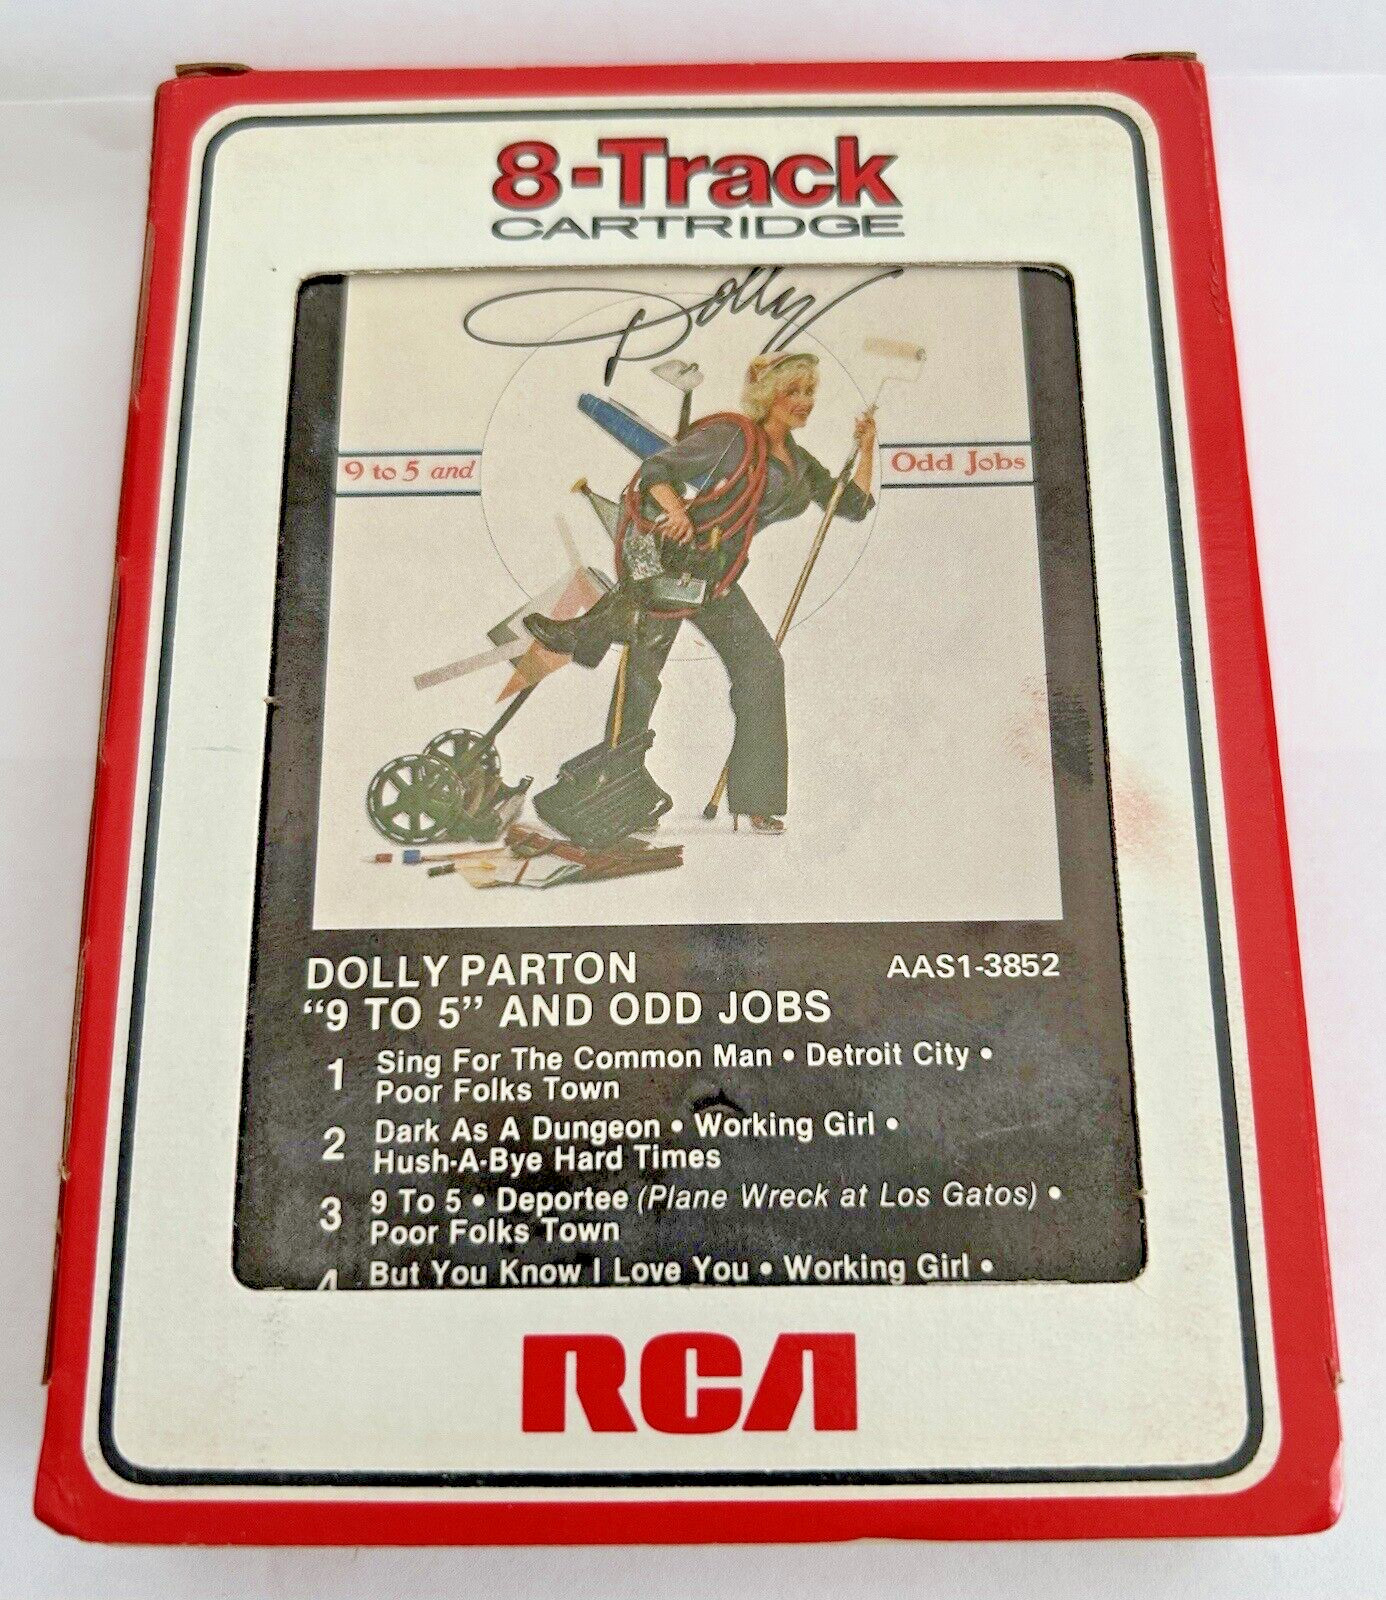 8-Track
CARTRIDGE
Dolly
9 to 5 and Odd Jobs
DOLLY PARTON AAS1-3852
“9 TO 5” AND ODD JOBS
1 Sing For The Common Man • Detroit City •
Poor Folks Town
2 Dark As A Dungeon • Working Girl •
Hush-A-Bye Hard Times
3 9 To 5 • Deportee (Plane Wreck at Los Gatos) •
Poor Folks Town
4 But You Know I Love You • Working Girl •
RCA